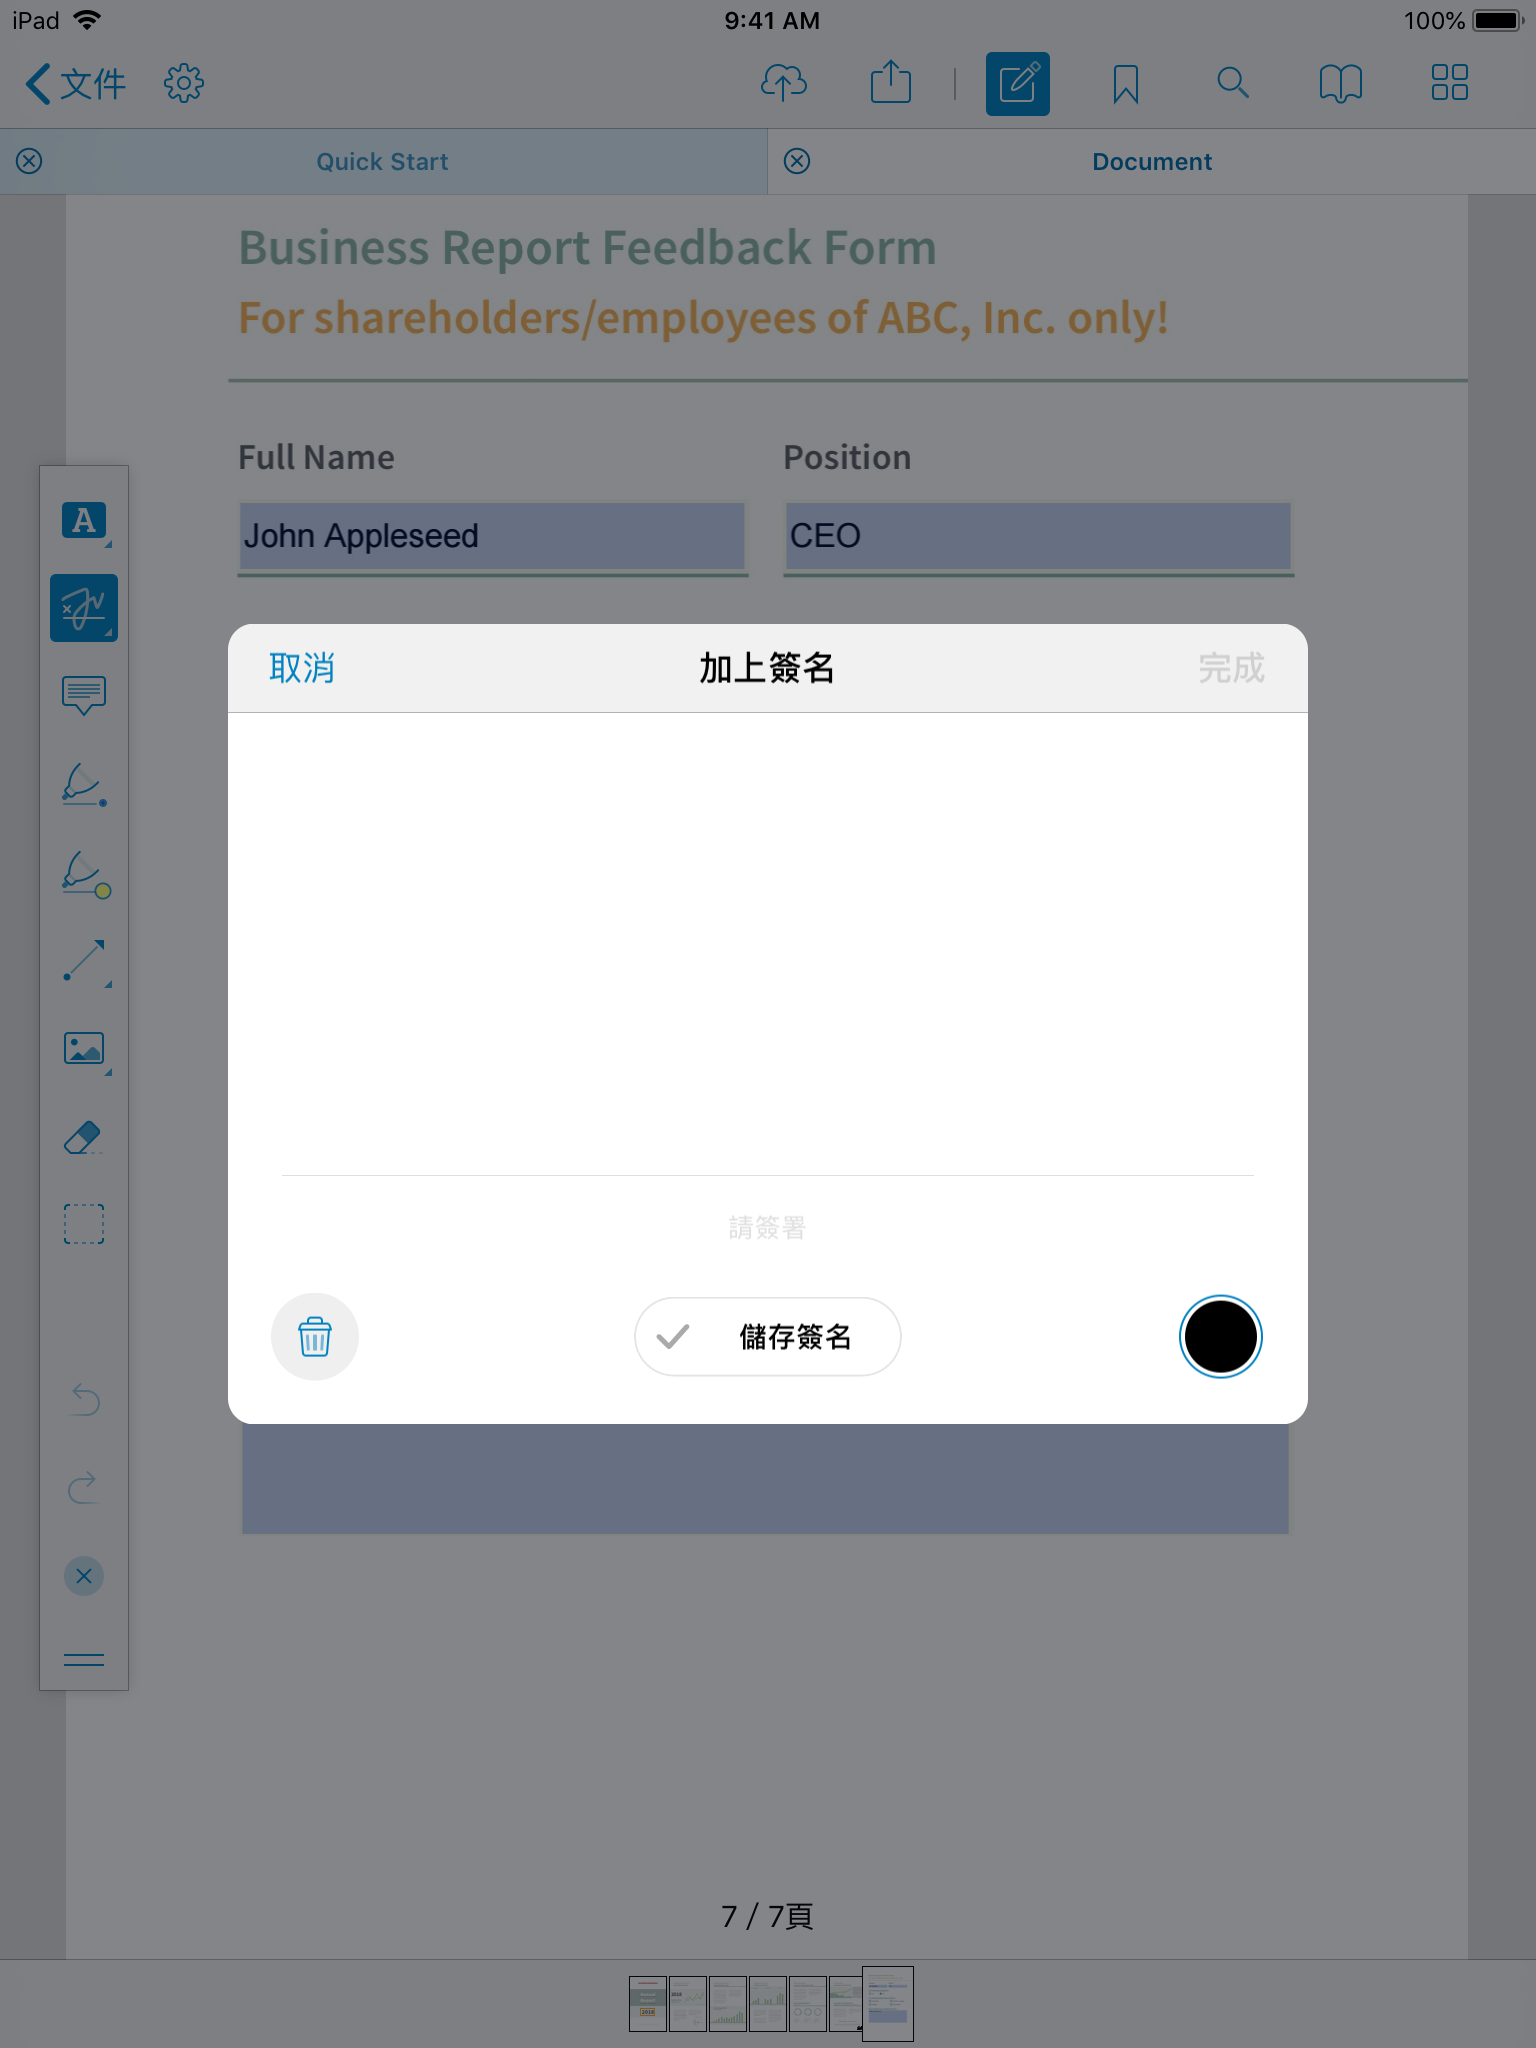 iPad 9:41 AM 100%
文件
Quick Start Document
Business Report Feedback Form
For shareholders/employees of ABC, Inc. only!
Full Name Position
John Appleseed CEO
A
取消 加上簽名 完成
請簽署
儲存簽名
7 / 7頁